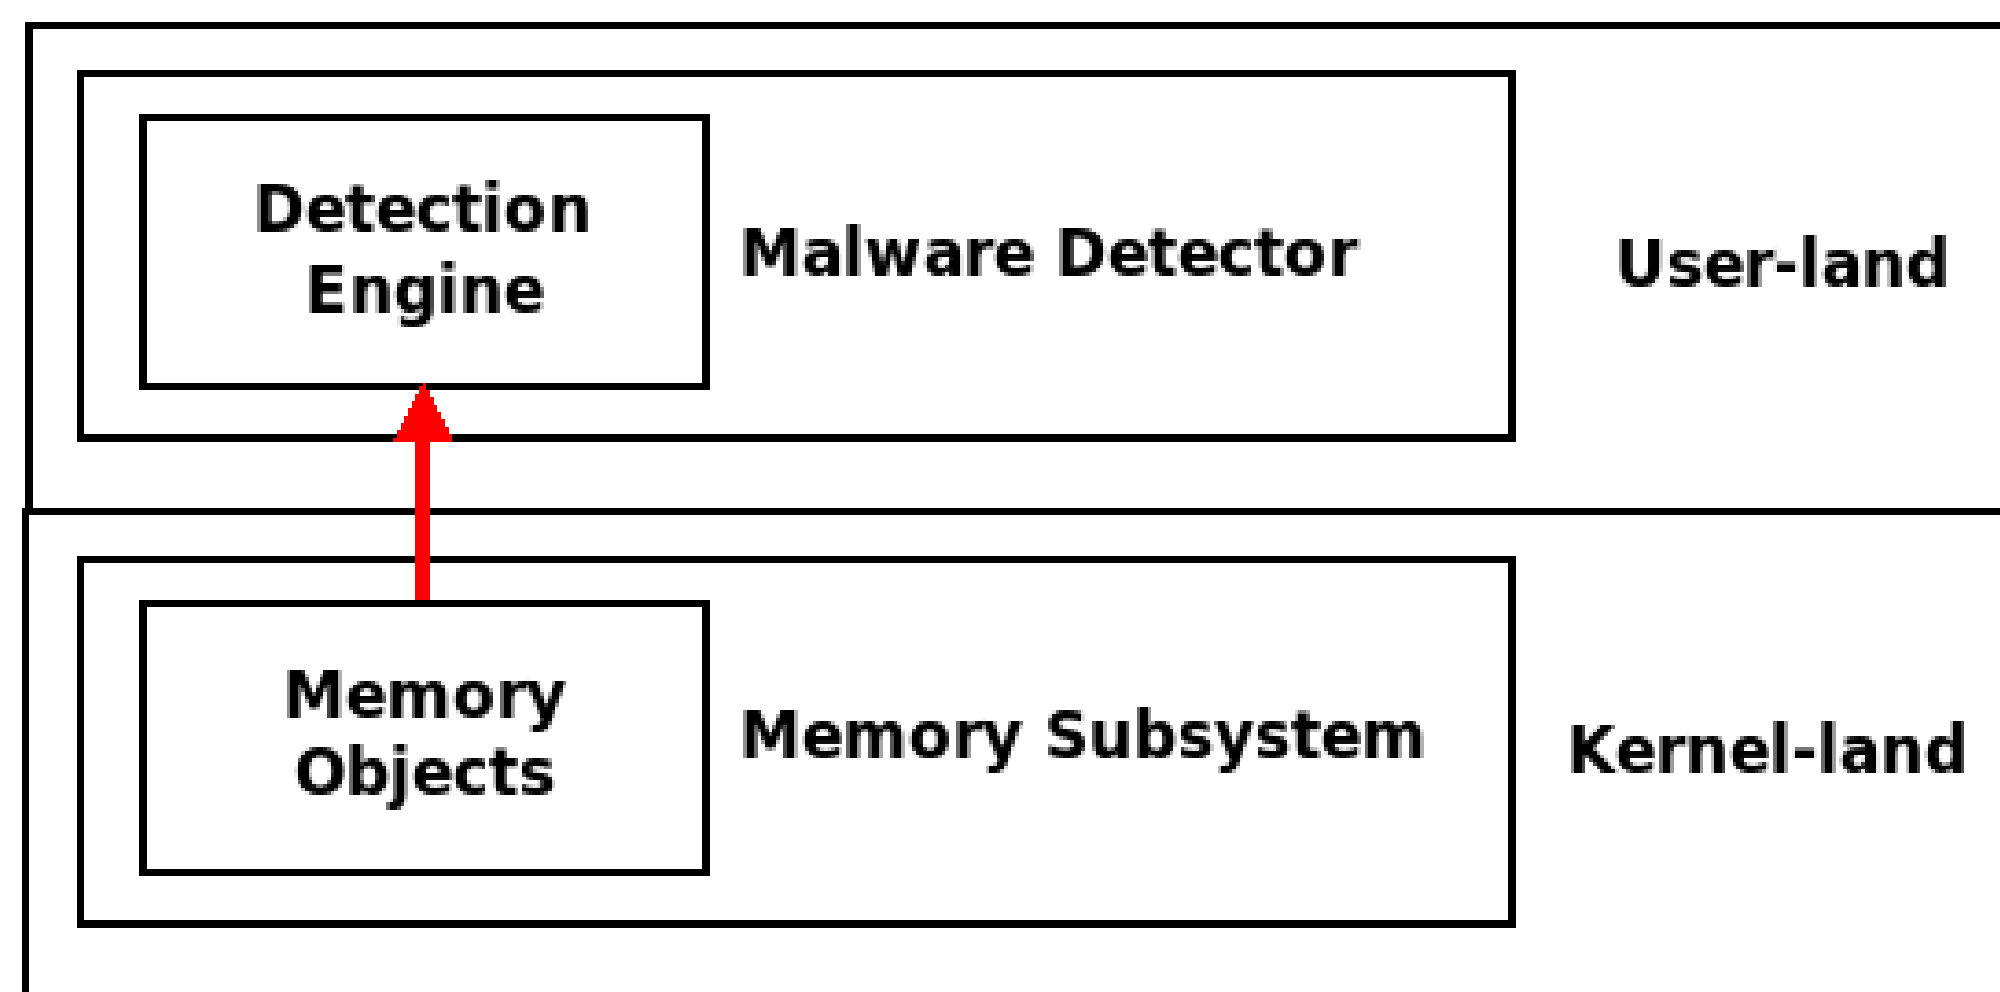 Detection
Engine
Malware Detector
User-land
Memory
Objects
Memory Subsystem
Kernel-land